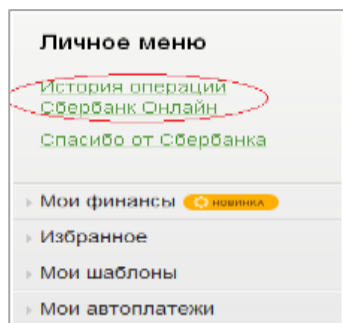 Личное меню
История операций
Сбербанк Онлайн
Спасибо от Сбербанка
Мои финансы НОВИНКА
Избранное
Мои шаблоны
Мои автоплатежи